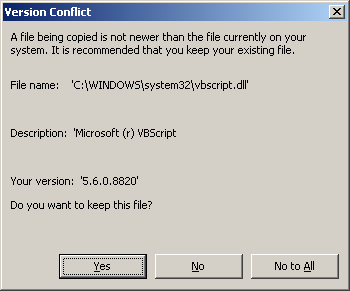 Version Conflict
A file being copied is not newer than the file currently on your
system. It is recommended that you keep your existing file.
File name: 'C:\WINDOWS\system32\vbscript.dll'
Description: 'Microsoft (r) VBScript
Your version: '5.6.0.8820'
Do you want to keep this file?
Yes No No to All